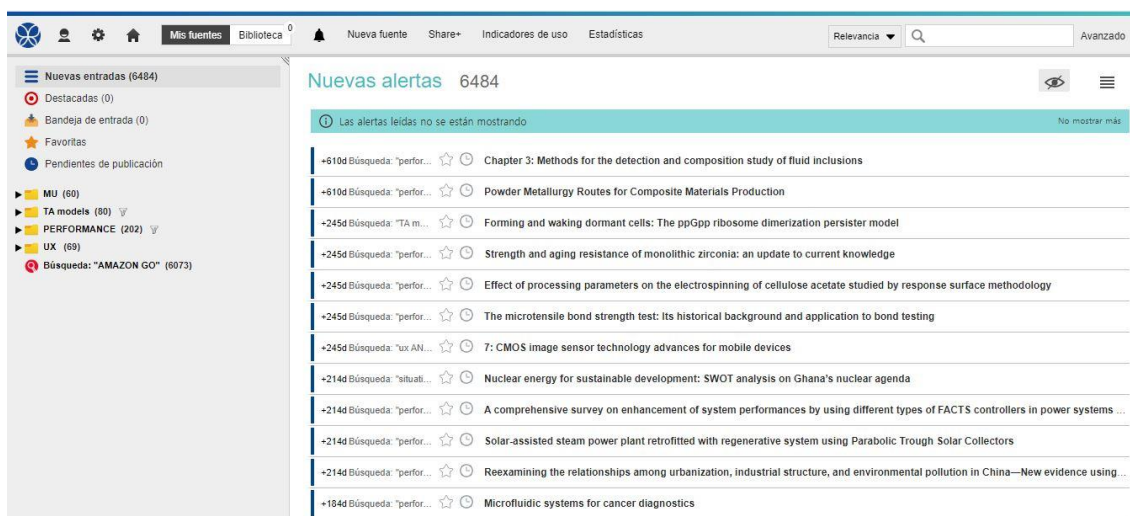 Mis fuentes Biblioteca 0 Nueva fuente Share+ Indicadores de uso Estadísticas Relevancia Avanzado
Nuevas entradas (6484)
Destacadas (0)
Bandeja de entrada (0)
Favoritas
Pendientes de publicación
MU (60)
TA models (80)
PERFORMANCE (202)
UX (69)
Búsqueda: "AMAZON GO" (6073)
Nuevas alertas 6484
Las alertas leídas no se están mostrando No mostrar más
+610d Búsqueda: "perfor... Chapter 3: Methods for the detection and composition study of fluid inclusions
+610d Búsqueda: "perfor... Powder Metallurgy Routes for Composite Materials Production
+245d Búsqueda: "TA m... Forming and waking dormant cells: The ppGpp ribosome dimerization persister model
+245d Búsqueda: "perfor... Strength and aging resistance of monolithic zirconia: an update to current knowledge
+245d Búsqueda: "perfor... Effect of processing parameters on the electrospinning of cellulose acetate studied by response surface methodology
+245d Búsqueda: "perfor... The microtensile bond strength test: Its historical background and application to bond testing
+245d Búsqueda: "ux AN... 7: CMOS image sensor technology advances for mobile devices
+214d Búsqueda: "situati... Nuclear energy for sustainable development: SWOT analysis on Ghana's nuclear agenda
+214d Búsqueda: "perfor... A comprehensive survey on enhancement of system performances by using different types of FACTS controllers in power systems ...
+214d Búsqueda: "perfor... Solar-assisted steam power plant retrofitted with regenerative system using Parabolic Trough Solar Collectors
+214d Búsqueda: "perfor... Reexamining the relationships among urbanization, industrial structure, and environmental pollution in China—New evidence using...
+184d Búsqueda: "perfor... Microfluidic systems for cancer diagnostics